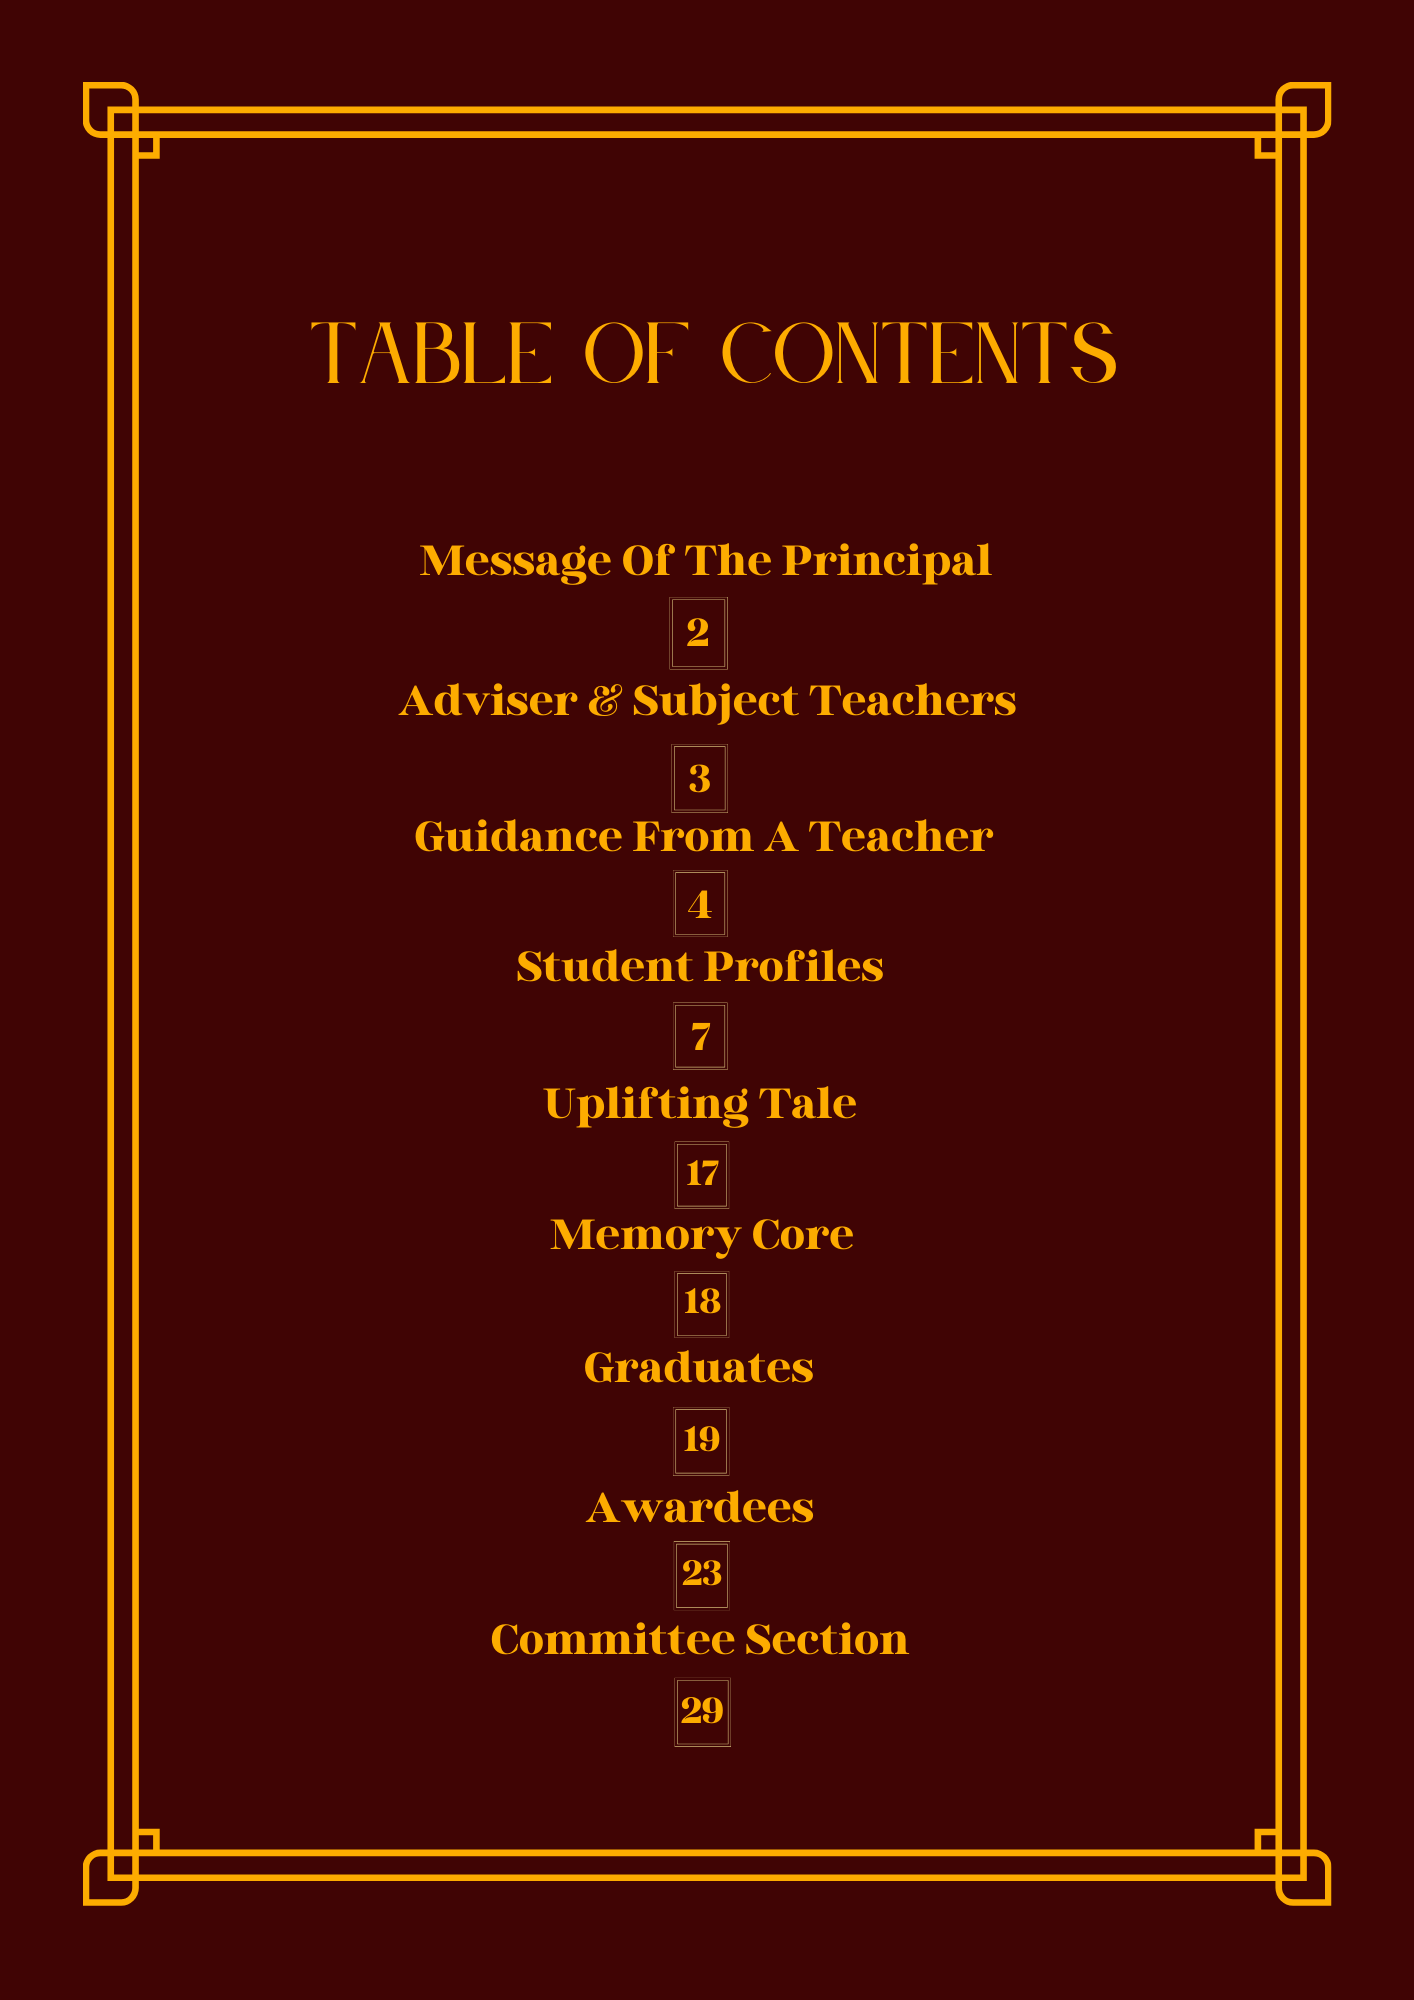 TABLE OF CONTENTS
Message Of The Principal
2
Adviser & Subject Teachers
3
Guidance From A Teacher
4
Student Profiles
7
Uplifting Tale
17
Memory Core
18
Graduates
19
Awardees
23
Committee Section
29